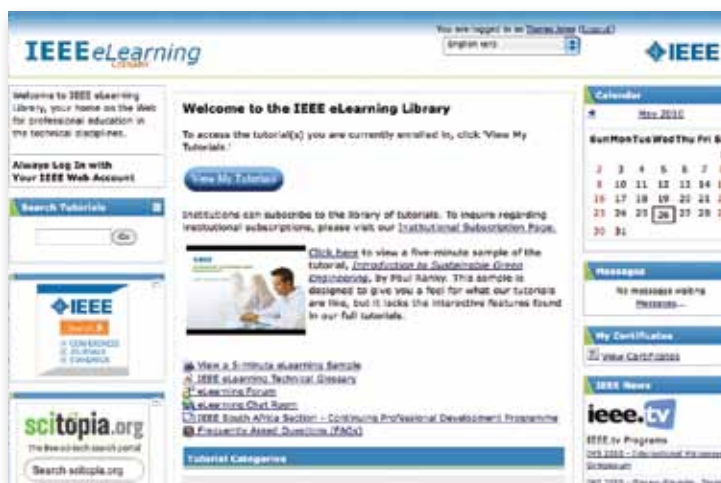 You are logged in as Thomas Jones (Logout)
English (en)
IEEE eLearning
LIBRARY
IEEE
Welcome to IEEE eLearning
Library, your home on the Web
for professional education in
the technical disciplines.
Always Log In with
Your IEEE Web Account
Search Tutorials
Go
IEEE
Search
CONFERENCES
JOURNALS
STANDARDS
scitopia.org
Search scitopia.org
Welcome to the IEEE eLearning Library
To access the tutorial(s) you are currently enrolled in, click 'View My
Tutorials.'
View My Tutorials
Institutions can subscribe to the library of tutorials. To inquire regarding
institutional subscriptions, please visit our Institutional Subscription Page.
Click here to view a five-minute sample of the
tutorial, Introduction to Sustainable Green
Engineering, by Paul Ranky. This sample is
designed to give you a feel for what our tutorials
are like, but it lacks the interactive features found
in our full tutorials.
View a 5-minute eLearning Sample
IEEE eLearning Technical Glossary
eLearning Forum
eLearning Chat Room
IEEE South Africa Section - Continuing Professional Development Programme
Frequently Asked Questions (FAQs)
Tutorial Categories
Calendar
May 2010
Sun Mon Tue Wed Thu Fri S
2 3 4 5 6 7
9 10 11 12 13 14
16 17 18 19 20 21
23 24 25 26 27 28
30 31
Messages
No messages waiting
Messages...
My Certificates
View Certificates
IEEE News
ieee.tv
IEEE.tv Programs
Symposium